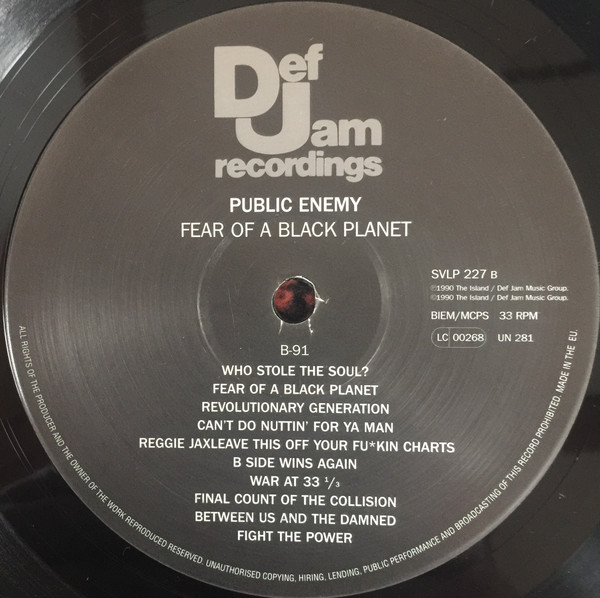 Def
Jam
recordings
PUBLIC ENEMY
FEAR OF A BLACK PLANET
SVLP 227 B
℗1990 The Island / Def Jam Music Group.
©1990 The Island / Def Jam Music Group.
BIEM/MCPS 33 RPM
LC 00268 UN 281
B-91
WHO STOLE THE SOUL?
FEAR OF A BLACK PLANET
REVOLUTIONARY GENERATION
CAN'T DO NUTTIN' FOR YA MAN
REGGIE JAXLEAVE THIS OFF YOUR FU*KIN CHARTS
B SIDE WINS AGAIN
WAR AT 33 ⅓
FINAL COUNT OF THE COLLISION
BETWEEN US AND THE DAMNED
FIGHT THE POWER
ALL RIGHTS OF THE PRODUCER AND THE OWNER OF THE WORK REPRODUCED RESERVED. UNAUTHORISED COPYING, HIRING, LENDING, PUBLIC PERFORMANCE AND BROADCASTING OF THIS RECORD PROHIBITED. MADE IN THE EU.